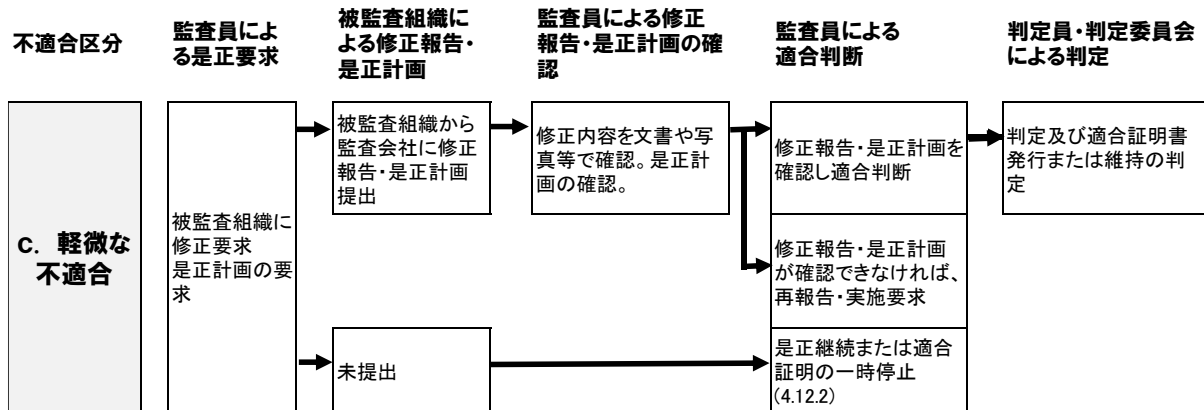 不適合区分
監査員によ
る是正要求
被監査組織に
よる修正報告・
是正計画
監査員による修正
報告・是正計画の確
認
監査員による
適合判断
判定員・判定委員会
による判定
C. 軽微な
不適合
被監査組織に
修正要求
是正計画の要
求
被監査組織から
監査会社に修正
報告・是正計画
提出
修正内容を文書や写
真等で確認。是正計
画の確認。
修正報告・是正計画を
確認し適合判断
判定及び適合証明書
発行または維持の判
定
修正報告・是正計画
が確認できなければ、
再報告・実施要求
未提出
是正継続または適合
証明の一時停止
(4.12.2)